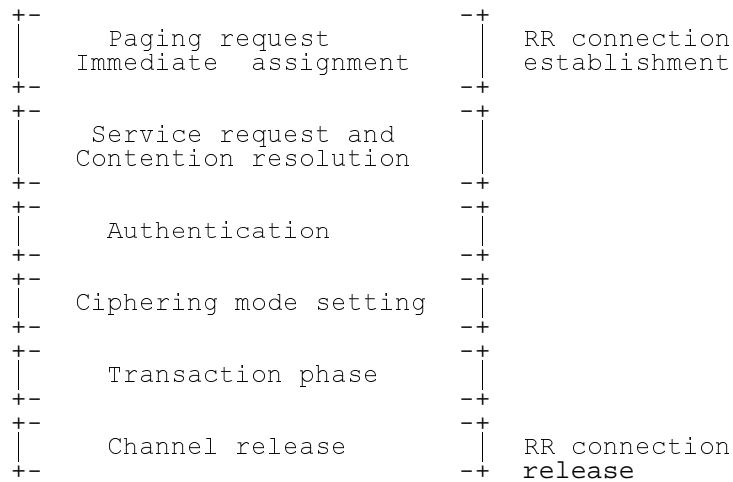 Paging request RR connection
Immediate assignment establishment
Service request and
Contention resolution
Authentication
Ciphering mode setting
Transaction phase
Channel release RR connection
release